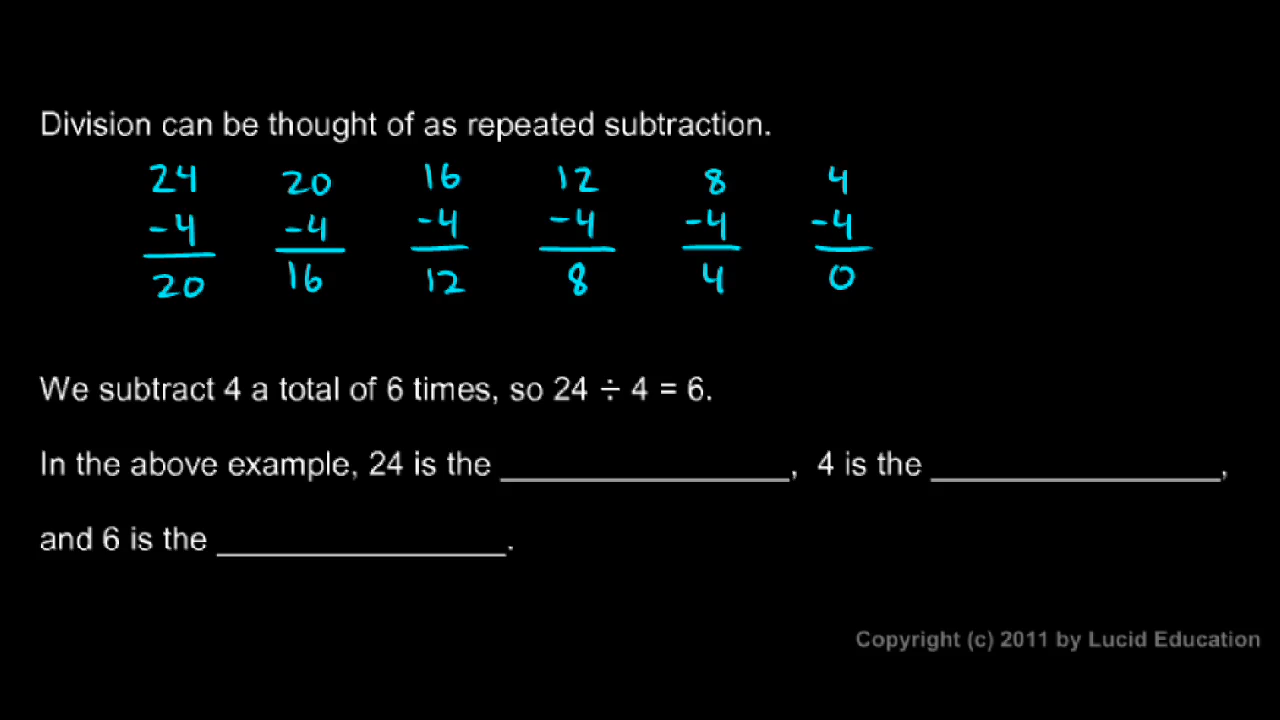 Division can be thought of as repeated subtraction.
24 20 16 12 8 4
-4 -4 -4 -4 -4 -4
20 16 12 8 4 0
We subtract 4 a total of 6 times, so 24 ÷ 4 = 6.
In the above example, 24 is the ________________, 4 is the ________________,
and 6 is the ________________.
Copyright (c) 2011 by Lucid Education